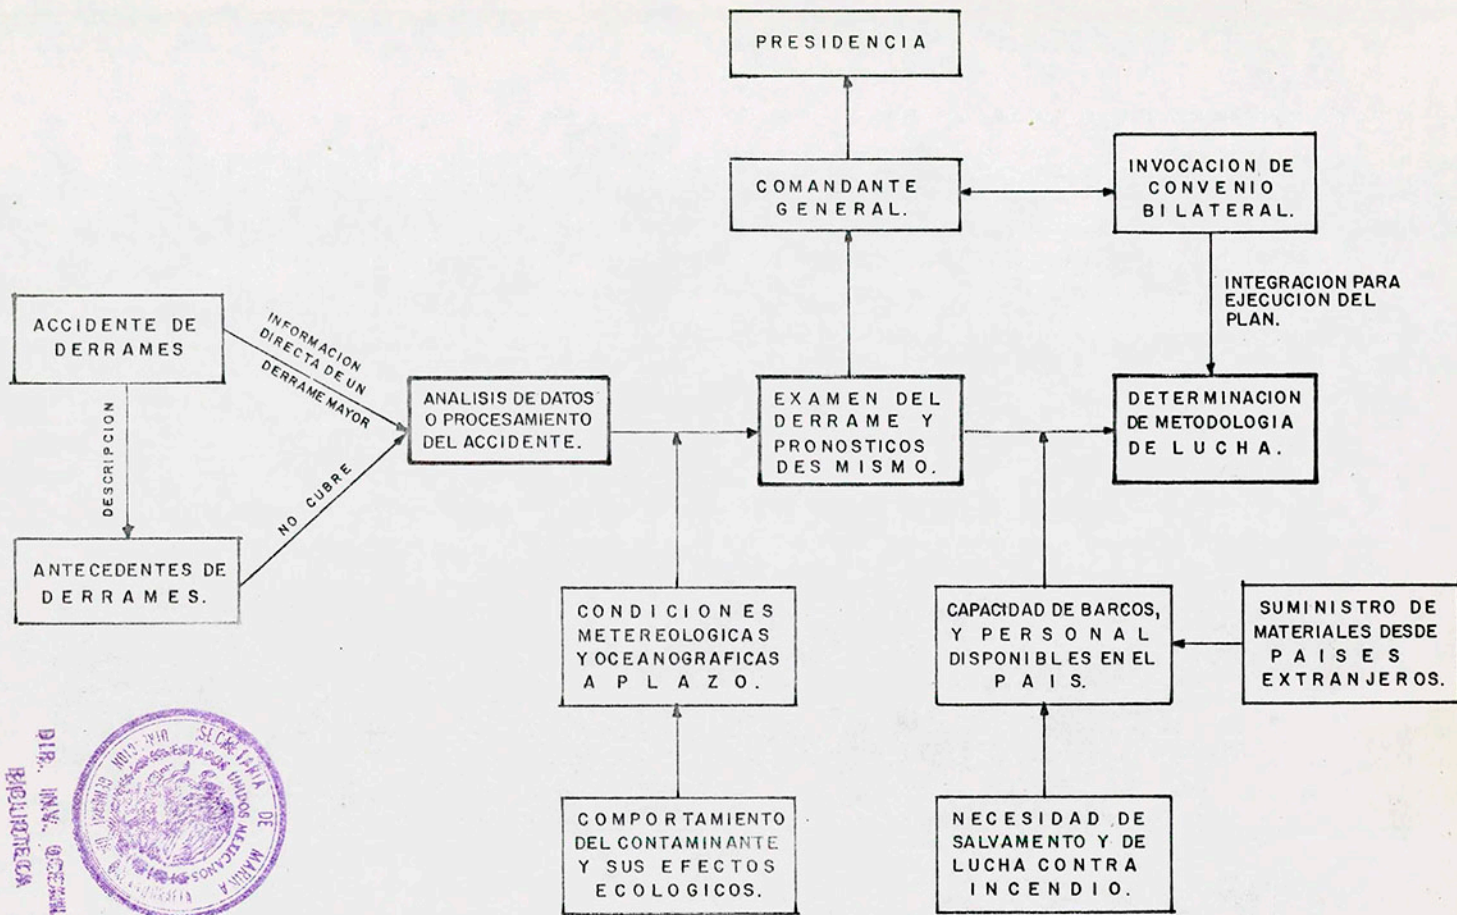 PRESIDENCIA
COMANDANTE
GENERAL.
INVOCACION DE
CONVENIO
BILATERAL.
INTEGRACION PARA
EJECUCION DEL
PLAN.
ACCIDENTE DE
DERRAMES
INFORMACION
DIRECTA DE UN
DERRAME MAYOR
DESCRIPCION
NO CUBRE
ANTECEDENTES DE
DERRAMES.
ANALISIS DE DATOS
O PROCESAMIENTO
DEL ACCIDENTE.
EXAMEN DEL
DERRAME Y
PRONOSTICOS
DES MISMO.
DETERMINACION
DE METODOLOGIA
DE LUCHA.
CONDICIONES
METEREOLOGICAS
Y OCEANOGRAFICAS
A PLAZO.
CAPACIDAD DE BARCOS,
Y PERSONAL
DISPONIBLES EN EL
PAIS.
SUMINISTRO DE
MATERIALES DESDE
PAISES
EXTRANJEROS.
COMPORTAMIENTO
DEL CONTAMINANTE
Y SUS EFECTOS
ECOLOGICOS.
NECESIDAD DE
SALVAMENTO Y DE
LUCHA CONTRA
INCENDIO.
SECRETARIA DE MARINA
ESTADOS UNIDOS MEXICANOS
DIR. INV.
BIBLIOTECA